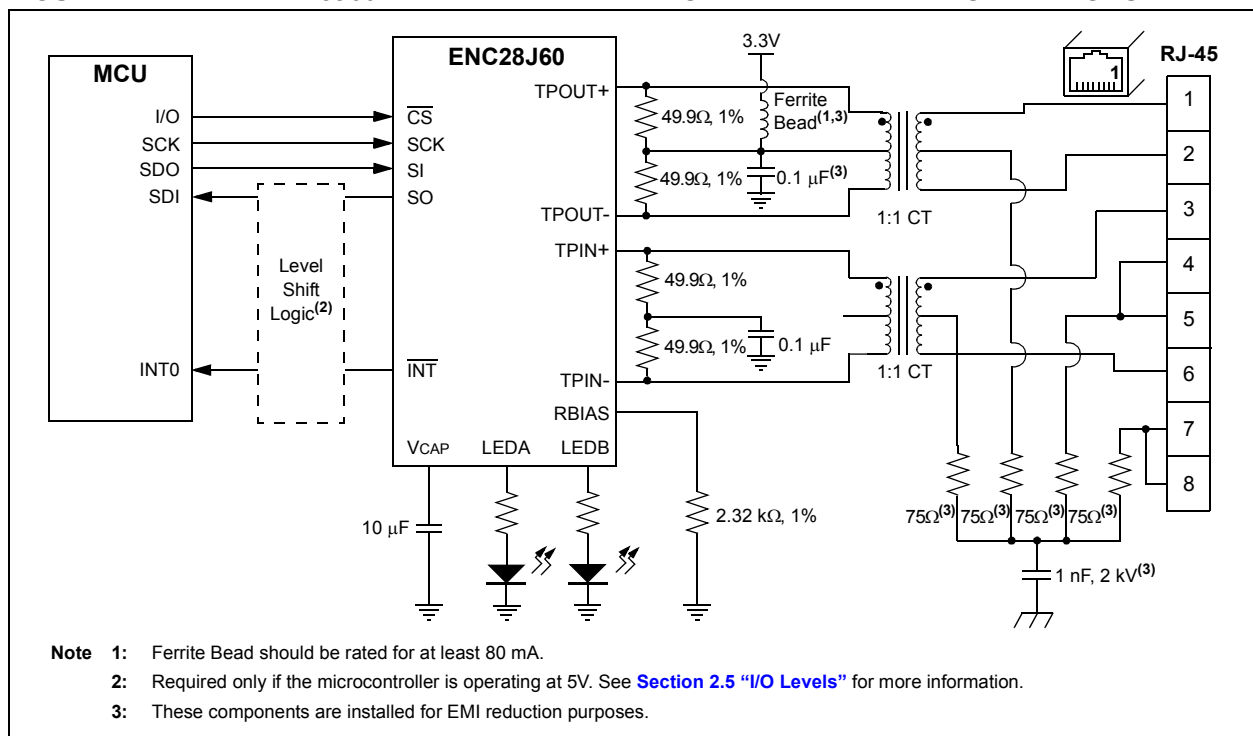 MCU
I/O
SCK
SDO
SDI
INT0
Level
Shift
Logic(2)
ENC28J60
CS
SCK
SI
SO
INT
TPOUT+
TPOUT-
TPIN+
TPIN-
RBIAS
VCAP
LEDA
LEDB
3.3V
Ferrite
Bead(1,3)
49.9Ω, 1%
49.9Ω, 1%
0.1 μF(3)
1:1 CT
49.9Ω, 1%
49.9Ω, 1%
0.1 μF
1:1 CT
10 μF
2.32 kΩ, 1%
1
RJ-45
1
2
3
4
5
6
7
8
75Ω(3) 75Ω(3) 75Ω(3) 75Ω(3)
1 nF, 2 kV(3)
Note 1: Ferrite Bead should be rated for at least 80 mA.
2: Required only if the microcontroller is operating at 5V. See Section 2.5 “I/O Levels” for more information.
3: These components are installed for EMI reduction purposes.